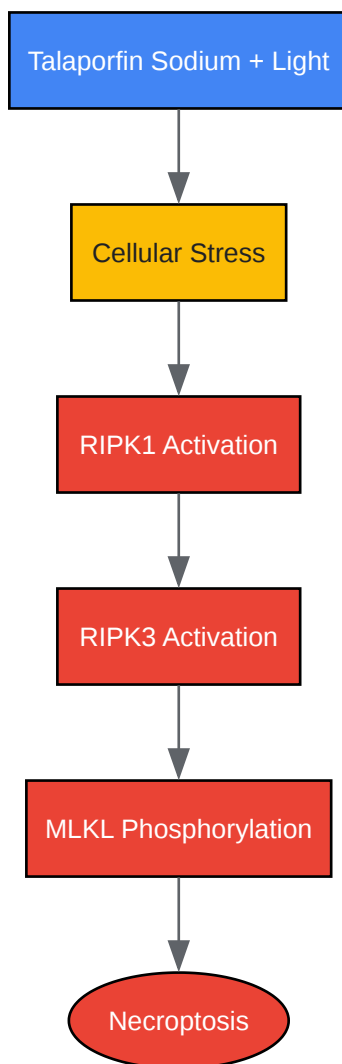 Talaporfin Sodium + Light
Cellular Stress
RIPK1 Activation
RIPK3 Activation
MLKL Phosphorylation
Necroptosis